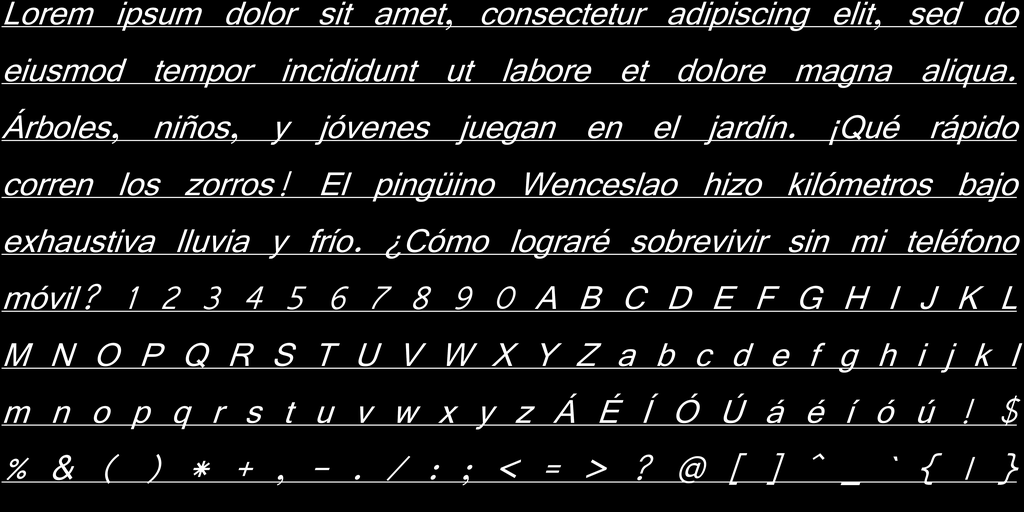 Lorem ipsum dolor sit amet, consectetur adipiscing elit, sed do
eiusmod tempor incididunt ut labore et dolore magna aliqua.
Árboles, niños, y jóvenes juegan en el jardín. ¡Qué rápido
corren los zorros! El pingüino Wenceslao hizo kilómetros bajo
exhaustiva lluvia y frío. ¿Cómo lograré sobrevivir sin mi teléfono
móvil? 1 2 3 4 5 6 7 8 9 0 A B C D E F G H I J K L
M N O P Q R S T U V W X Y Z a b c d e f g h i j k l
m n o p q r s t u v w x y z Á É Í Ó Ú á é í ó ú ! $
% & ( ) * + , - . / : ; < = > ? @ [ ] ^ _ ` { | }